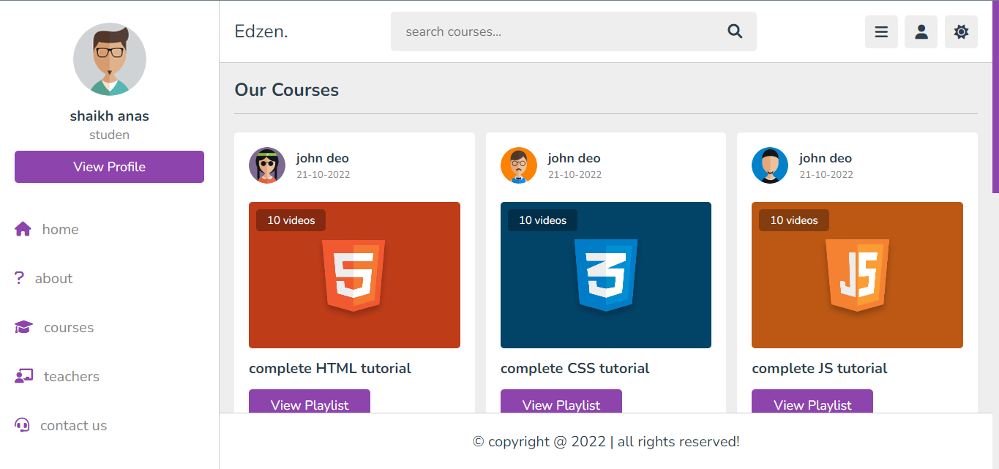 shaikh anas
studen
View Profile
home
about
courses
teachers
contact us
Edzen.
search courses...
Our Courses
john deo
21-10-2022
10 videos
5
complete HTML tutorial
View Playlist
john deo
21-10-2022
10 videos
3
complete CSS tutorial
View Playlist
john deo
21-10-2022
10 videos
JS
complete JS tutorial
View Playlist
© copyright @ 2022 | all rights reserved!